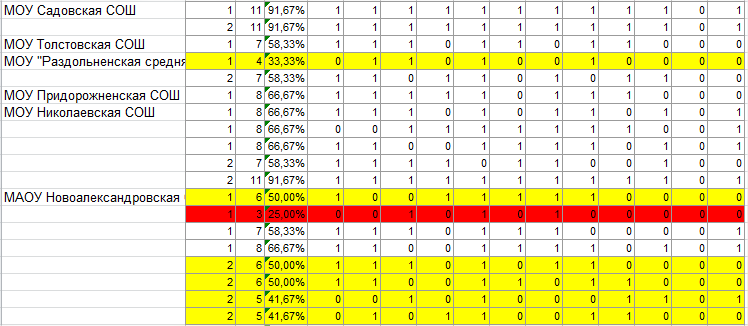 МОУ Садовская СОШ 1 11 91,67% 1 1 1 1 1 1 1 1 1 1 0 1
2 11 91,67% 1 1 1 1 1 1 1 1 1 1 0 1
МОУ Толстовская СОШ 1 7 58,33% 1 1 1 0 1 1 0 1 1 0 0 0
МОУ "Раздольненская средня 1 4 33,33% 0 1 1 0 1 0 1 0 0 0 0 0
2 7 58,33% 1 1 0 1 1 0 1 0 1 0 0 1
МОУ Придорожненская СОШ 1 8 66,67% 1 1 1 1 1 0 1 1 1 0 0 0
МОУ Николаевская СОШ 1 8 66,67% 1 1 1 0 1 1 1 1 0 0 0 1
1 8 66,67% 0 0 1 1 1 1 1 1 1 0 0 1
1 8 66,67% 1 1 1 0 0 1 1 1 1 0 0 1
2 7 58,33% 1 1 1 1 0 1 1 0 0 0 0 1
2 11 91,67% 1 1 1 1 1 1 1 1 1 1 0 1
МАОУ Новоалександровская 1 6 50,00% 1 0 0 1 1 1 1 1 0 0 0 0
1 3 25,00% 0 0 1 0 1 0 1 0 0 0 0 0
1 7 58,33% 1 1 1 0 1 1 1 0 0 0 0 1
1 8 66,67% 1 1 0 0 1 1 1 1 0 1 0 1
2 6 50,00% 1 1 1 0 1 0 1 1 0 0 0 0
2 6 50,00% 1 1 1 0 0 1 1 1 0 0 0 0
2 5 41,67% 0 0 1 0 1 0 0 0 1 1 0 1
2 5 41,67% 1 1 0 0 1 0 1 0 0 0 0 1